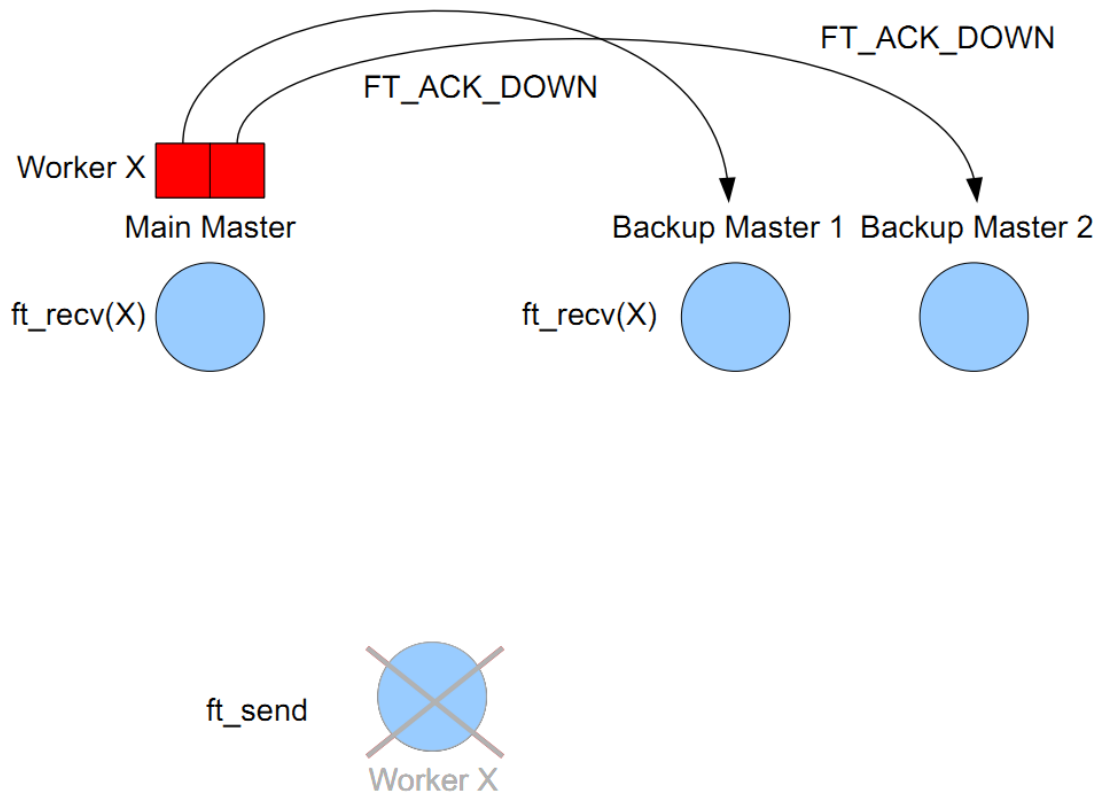 FT_ACK_DOWN
FT_ACK_DOWN
Worker X
Main Master
Backup Master 1
Backup Master 2
ft_recv(X)
ft_recv(X)
ft_send
Worker X